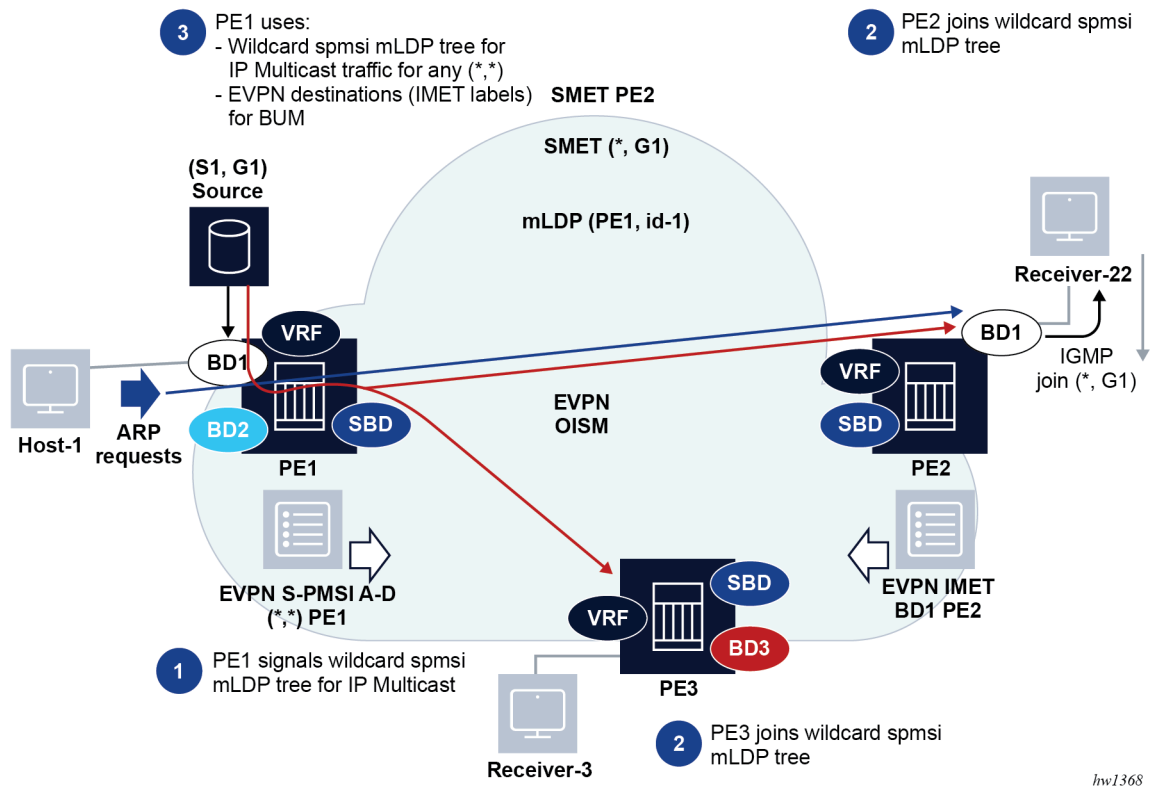 3
PE1 uses:
- Wildcard spmsi mLDP tree for
IP Multicast traffic for any (*,*)
- EVPN destinations (IMET labels)
for BUM
2
PE2 joins wildcard spmsi
mLDP tree
SMET PE2
SMET (*, G1)
mLDP (PE1, id-1)
(S1, G1)
Source
Receiver-22
VRF
BD1
BD1
IGMP
join (*, G1)
VRF
BD2
SBD
EVPN
OISM
SBD
Host-1
ARP
requests
PE1
PE2
EVPN S-PMSI A-D
(*,*) PE1
EVPN IMET
BD1 PE2
SBD
VRF
BD3
PE3
1
PE1 signals wildcard spmsi
mLDP tree for IP Multicast
Receiver-3
2
PE3 joins wildcard spmsi
mLDP tree
hw1368